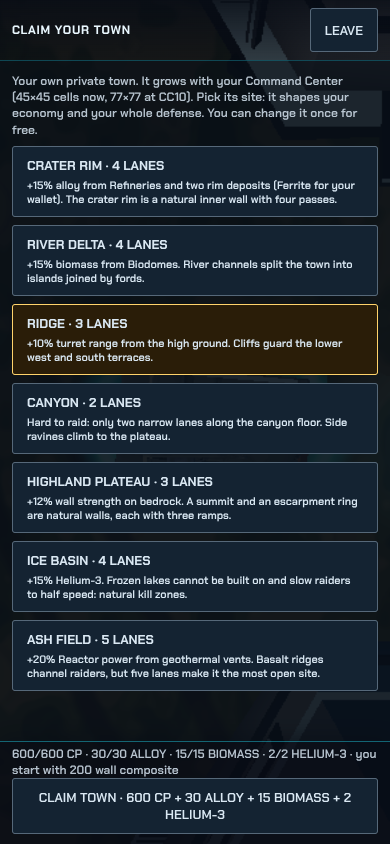 CLAIM YOUR TOWN
LEAVE
Your own private town. It grows with your Command Center
(45×45 cells now, 77×77 at CC10). Pick its site: it shapes your
economy and your whole defense. You can change it once for
free.
CRATER RIM · 4 LANES
+15% alloy from Refineries and two rim deposits (Ferrite for your
wallet). The crater rim is a natural inner wall with four passes.
RIVER DELTA · 4 LANES
+15% biomass from Biodomes. River channels split the town into
islands joined by fords.
RIDGE · 3 LANES
+10% turret range from the high ground. Cliffs guard the lower
west and south terraces.
CANYON · 2 LANES
Hard to raid: only two narrow lanes along the canyon floor. Side
ravines climb to the plateau.
HIGHLAND PLATEAU · 3 LANES
+12% wall strength on bedrock. A summit and an escarpment ring
are natural walls, each with three ramps.
ICE BASIN · 4 LANES
+15% Helium-3. Frozen lakes cannot be built on and slow raiders
to half speed: natural kill zones.
ASH FIELD · 5 LANES
+20% Reactor power from geothermal vents. Basalt ridges
channel raiders, but five lanes make it the most open site.
600/600 CP · 30/30 ALLOY · 15/15 BIOMASS · 2/2 HELIUM-3 · you
start with 200 wall composite
CLAIM TOWN · 600 CP + 30 ALLOY + 15 BIOMASS + 2
HELIUM-3